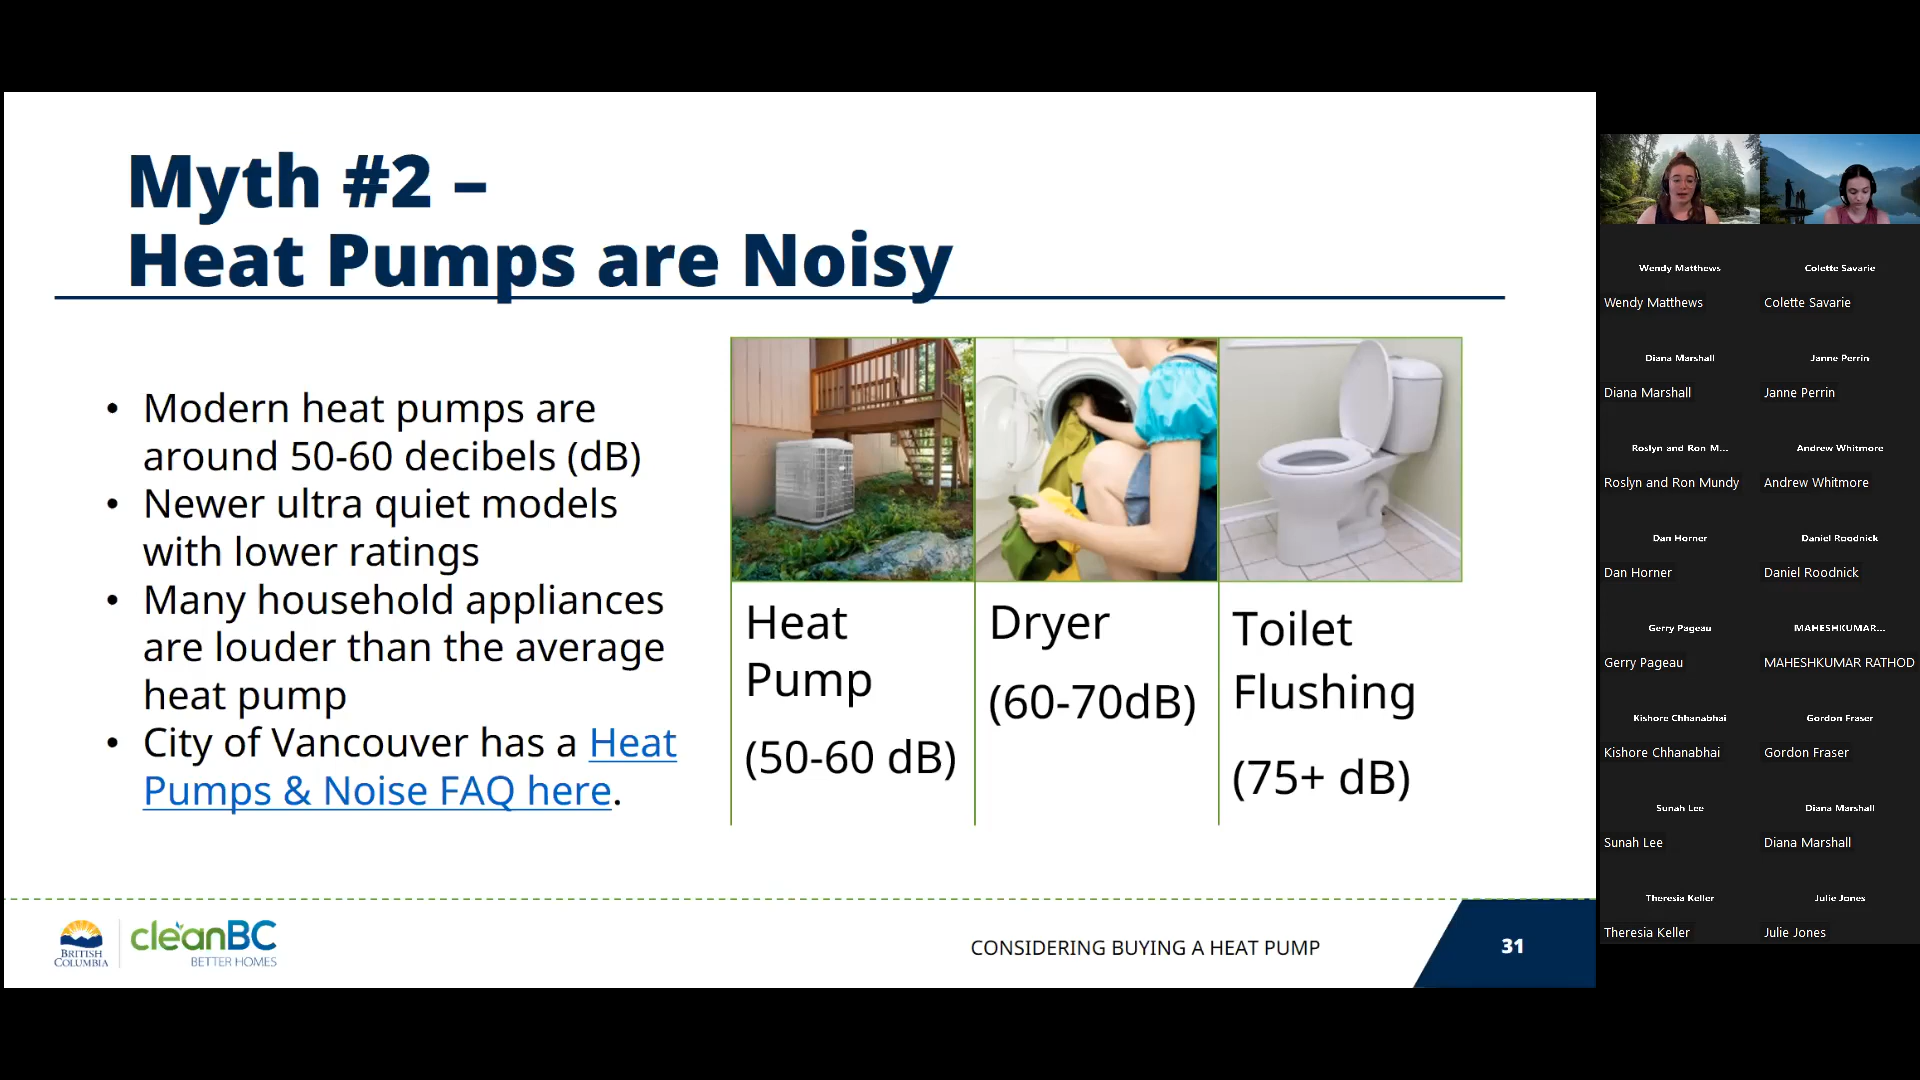 Myth #2 –
Heat Pumps are Noisy
• Modern heat pumps are
around 50-60 decibels (dB)
• Newer ultra quiet models
with lower ratings
• Many household appliances
are louder than the average
heat pump
• City of Vancouver has a Heat
Pumps & Noise FAQ here.
Heat
Pump
(50-60 dB)
Dryer
(60-70dB)
Toilet
Flushing
(75+ dB)
BRITISH
COLUMBIA
cleanBC
BETTER HOMES
CONSIDERING BUYING A HEAT PUMP
31
Wendy Matthews
Wendy Matthews
Colette Savarie
Colette Savarie
Diana Marshall
Diana Marshall
Janne Perrin
Janne Perrin
Roslyn and Ron M...
Roslyn and Ron Mundy
Andrew Whitmore
Andrew Whitmore
Dan Horner
Dan Horner
Daniel Roodnick
Daniel Roodnick
Gerry Pageau
Gerry Pageau
MAHESHKUMAR...
MAHESHKUMAR RATHOD
Kishore Chhanabhai
Kishore Chhanabhai
Gordon Fraser
Gordon Fraser
Sunah Lee
Sunah Lee
Diana Marshall
Diana Marshall
Theresia Keller
Theresia Keller
Julie Jones
Julie Jones